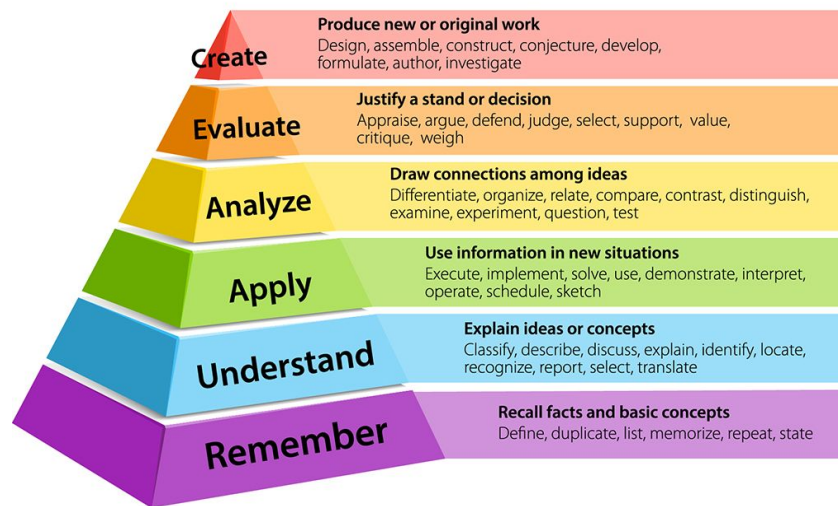 Create
Produce new or original work
Design, assemble, construct, conjecture, develop,
formulate, author, investigate
Evaluate
Justify a stand or decision
Appraise, argue, defend, judge, select, support, value,
critique, weigh
Analyze
Draw connections among ideas
Differentiate, organize, relate, compare, contrast, distinguish,
examine, experiment, question, test
Apply
Use information in new situations
Execute, implement, solve, use, demonstrate, interpret,
operate, schedule, sketch
Understand
Explain ideas or concepts
Classify, describe, discuss, explain, identify, locate,
recognize, report, select, translate
Remember
Recall facts and basic concepts
Define, duplicate, list, memorize, repeat, state